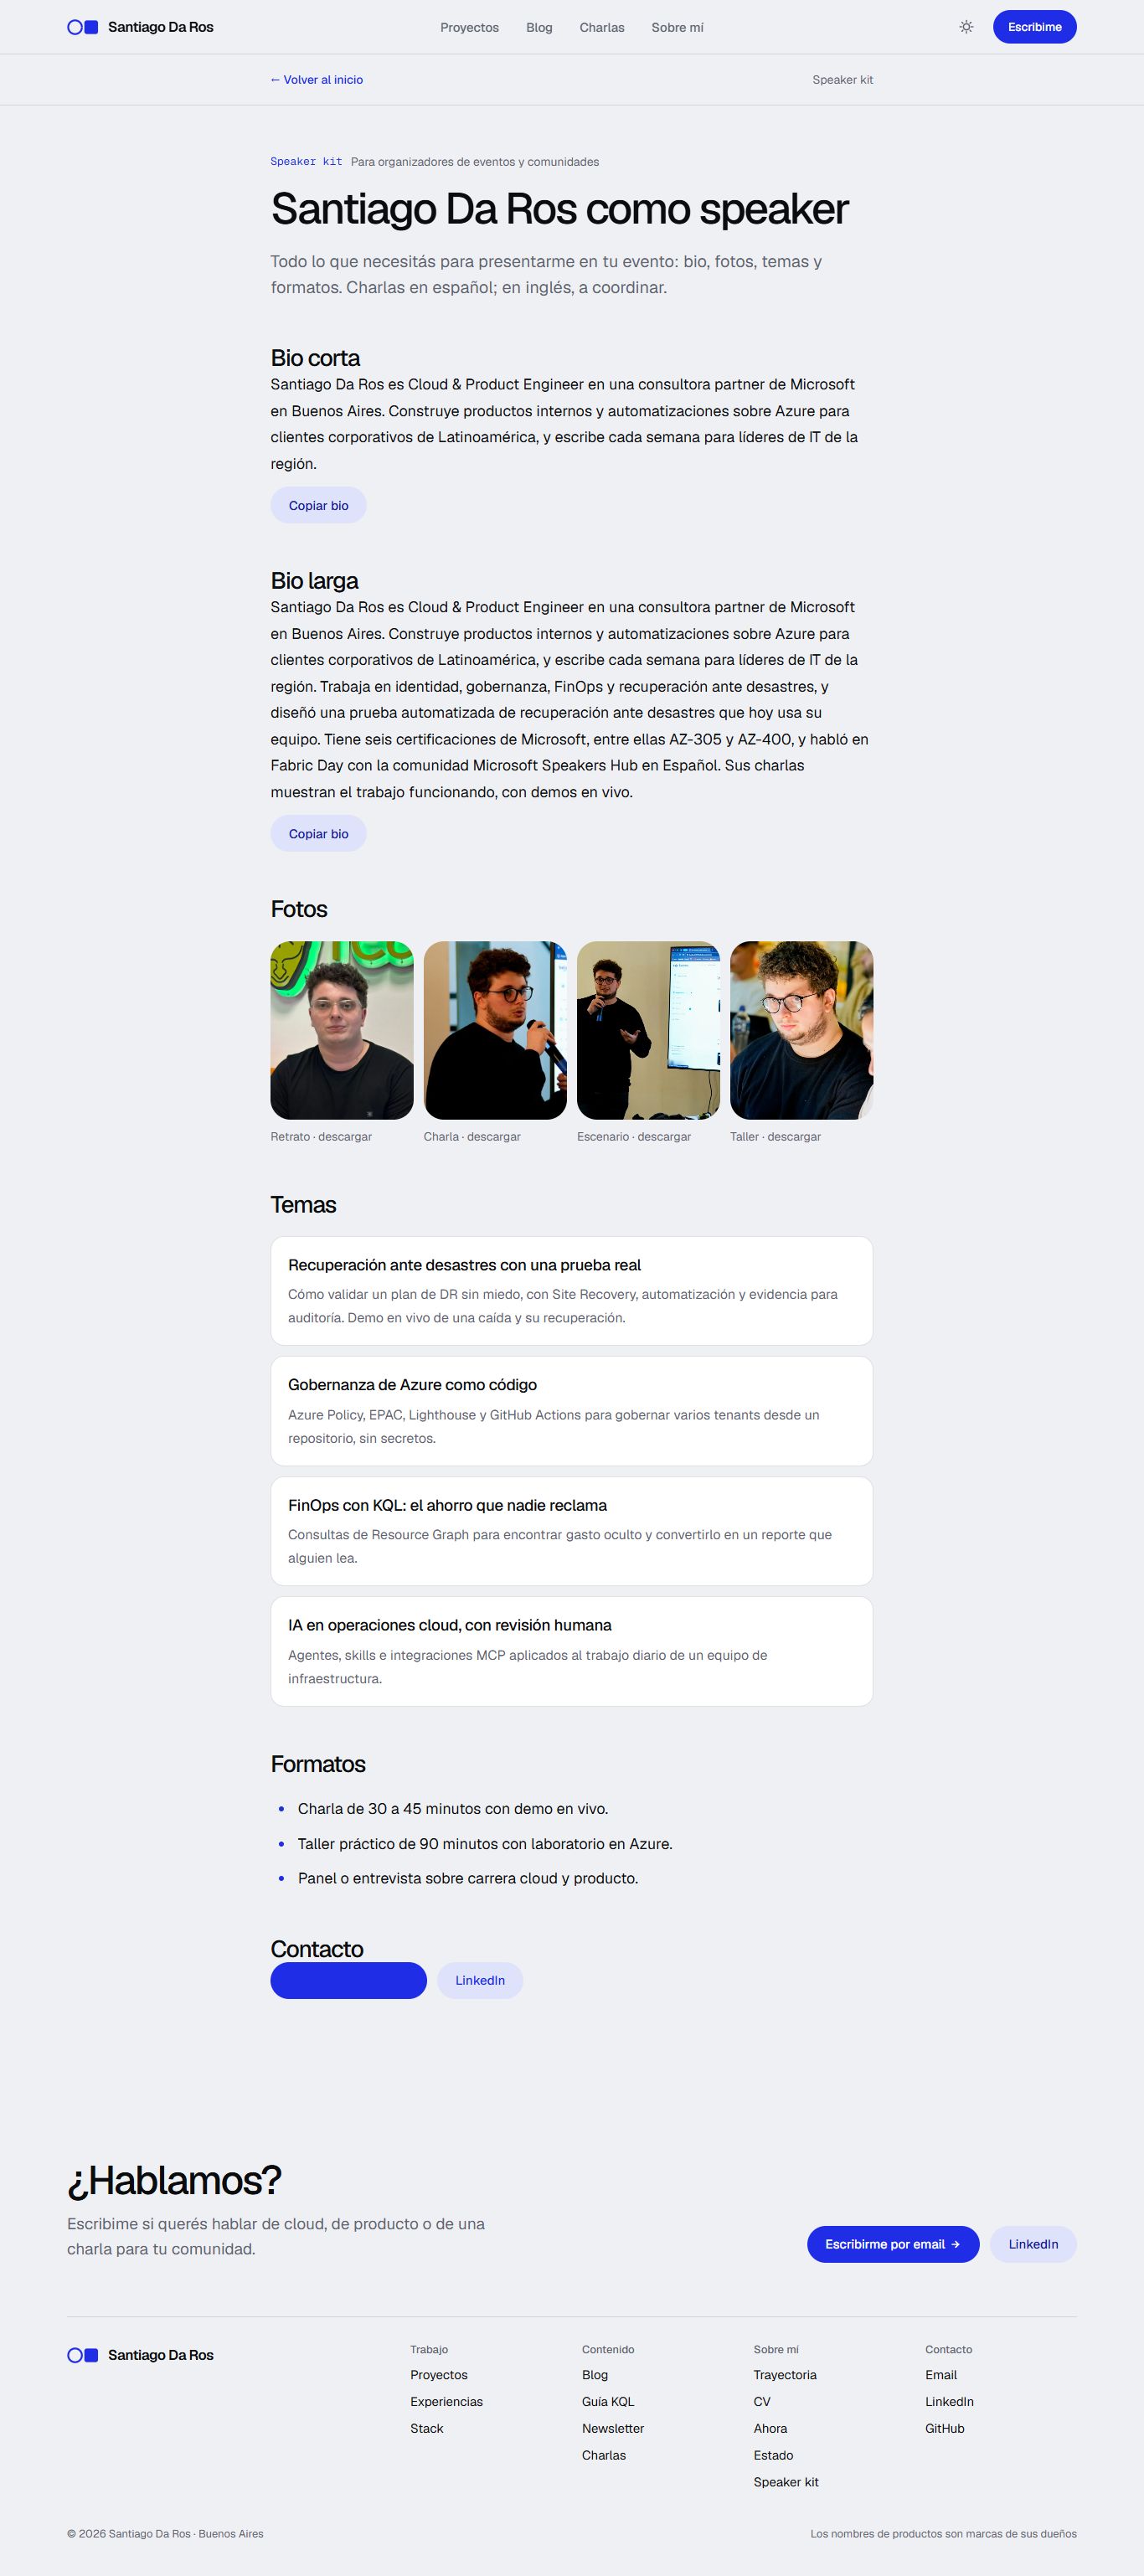 Santiago Da Ros
Proyectos
Blog
Charlas
Sobre mí
Escribime
← Volver al inicio
Speaker kit
Speaker kit Para organizadores de eventos y comunidades
Santiago Da Ros como speaker
Todo lo que necesitás para presentarme en tu evento: bio, fotos, temas y
formatos. Charlas en español; en inglés, a coordinar.
Bio corta
Santiago Da Ros es Cloud & Product Engineer en una consultora partner de Microsoft
en Buenos Aires. Construye productos internos y automatizaciones sobre Azure para
clientes corporativos de Latinoamérica, y escribe cada semana para líderes de IT de la
región.
Copiar bio
Bio larga
Santiago Da Ros es Cloud & Product Engineer en una consultora partner de Microsoft
en Buenos Aires. Construye productos internos y automatizaciones sobre Azure para
clientes corporativos de Latinoamérica, y escribe cada semana para líderes de IT de la
región. Trabaja en identidad, gobernanza, FinOps y recuperación ante desastres, y
diseñó una prueba automatizada de recuperación ante desastres que hoy usa su
equipo. Tiene seis certificaciones de Microsoft, entre ellas AZ-305 y AZ-400, y habló en
Fabric Day con la comunidad Microsoft Speakers Hub en Español. Sus charlas
muestran el trabajo funcionando, con demos en vivo.
Copiar bio
Fotos
Retrato · descargar
Charla · descargar
Escenario · descargar
Taller · descargar
Temas
Recuperación ante desastres con una prueba real
Cómo validar un plan de DR sin miedo, con Site Recovery, automatización y evidencia para
auditoría. Demo en vivo de una caída y su recuperación.
Gobernanza de Azure como código
Azure Policy, EPAC, Lighthouse y GitHub Actions para gobernar varios tenants desde un
repositorio, sin secretos.
FinOps con KQL: el ahorro que nadie reclama
Consultas de Resource Graph para encontrar gasto oculto y convertirlo en un reporte que
alguien lea.
IA en operaciones cloud, con revisión humana
Agentes, skills e integraciones MCP aplicados al trabajo diario de un equipo de
infraestructura.
Formatos
• Charla de 30 a 45 minutos con demo en vivo.
• Taller práctico de 90 minutos con laboratorio en Azure.
• Panel o entrevista sobre carrera cloud y producto.
Contacto
LinkedIn
¿Hablamos?
Escribime si querés hablar de cloud, de producto o de una
charla para tu comunidad.
Escribirme por email →
LinkedIn
Santiago Da Ros
Trabajo
Proyectos
Experiencias
Stack
Contenido
Blog
Guía KQL
Newsletter
Charlas
Sobre mí
Trayectoria
CV
Ahora
Estado
Speaker kit
Contacto
Email
LinkedIn
GitHub
© 2026 Santiago Da Ros · Buenos Aires
Los nombres de productos son marcas de sus dueños